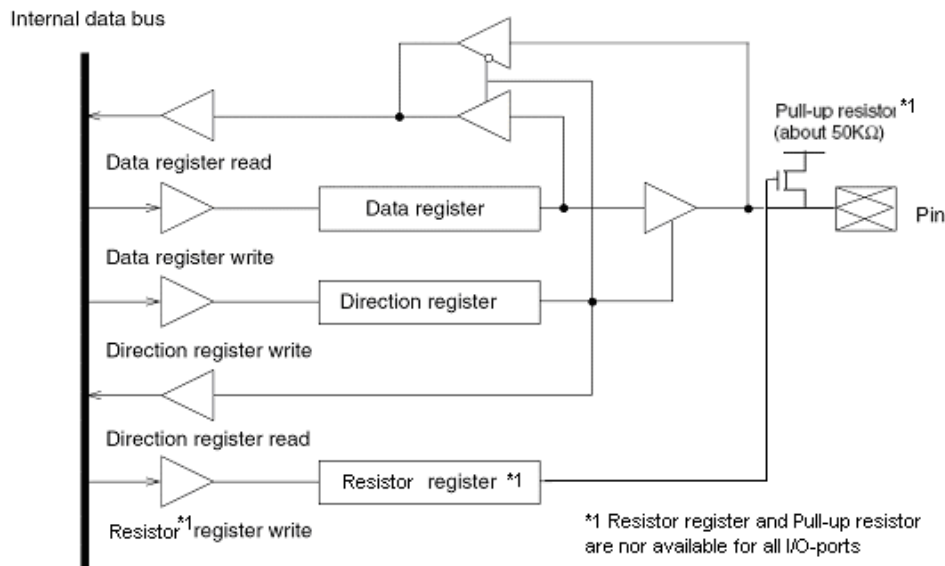 Internal data bus
Pull-up resistor*1
(about 50KΩ)
Data register read
Data register
Pin
Data register write
Direction register
Direction register write
Direction register read
Resistor register *1
Resistor*1 register write
*1 Resistor register and Pull-up resistor
are nor available for all I/O-ports